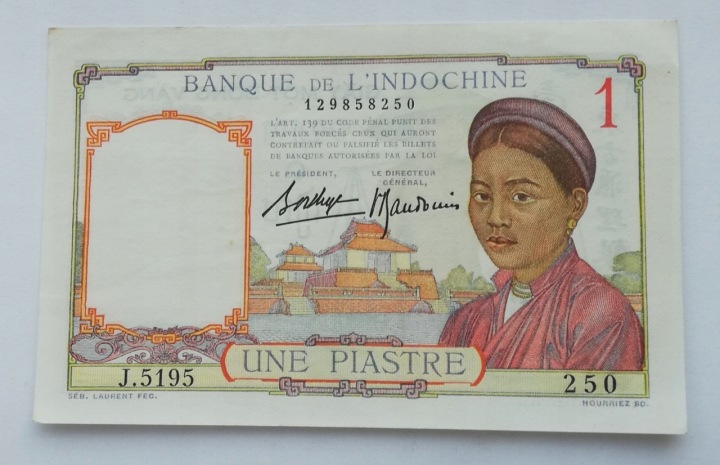 BANQUE DE L'INDOCHINE
129858250
1
L'ART. 139 DU CODE PÉNAL PUNIT DES
TRAVAUX FORCÉS CEUX QUI AURONT
CONTREFAIT OU FALSIFIÉ LES BILLETS
DE BANQUES AUTORISÉES PAR LA LOI
LE PRÉSIDENT, LE DIRECTEUR
GÉNÉRAL,
UNE PIASTRE
J.5195 250
SÉB. LAURENT FEC. HOURRIEZ SC.